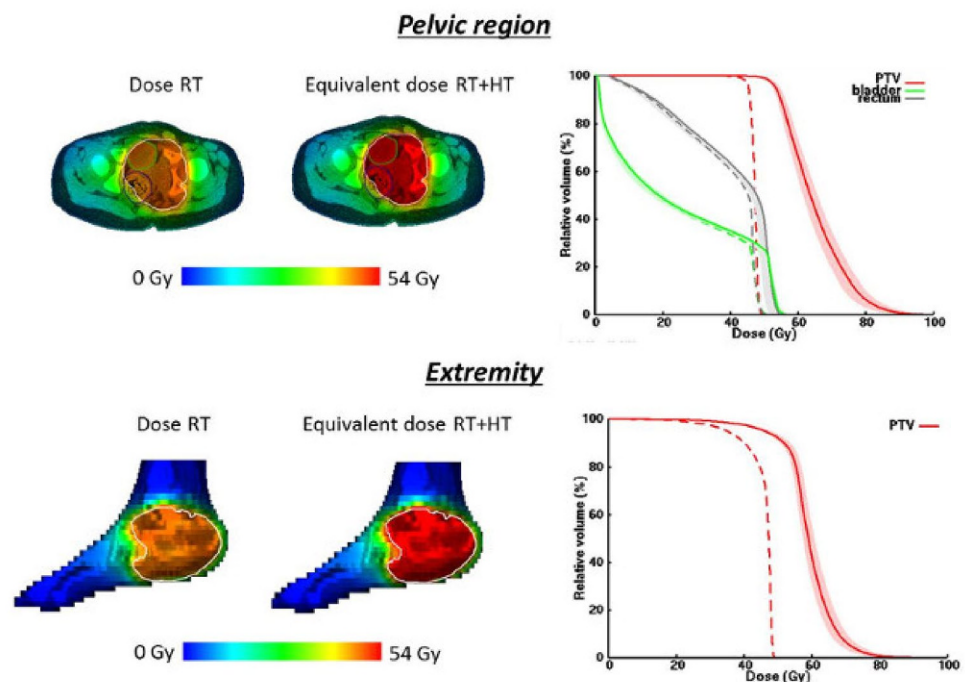 Pelvic region
Dose RT
Equivalent dose RT+HT
0 Gy
54 Gy
PTV
bladder
rectum
Relative volume (%)
100
80
60
40
20
0
0
20
40
60
80
100
Dose (Gy)
Extremity
Dose RT
Equivalent dose RT+HT
0 Gy
54 Gy
PTV
Relative volume (%)
100
80
60
40
20
0
0
20
40
60
80
100
Dose (Gy)